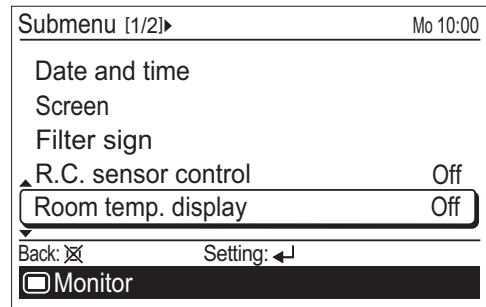 Submenu [1/2]▶ Mo 10:00
Date and time
Screen
Filter sign
R.C. sensor control Off
Room temp. display Off
Back: Setting:
Monitor